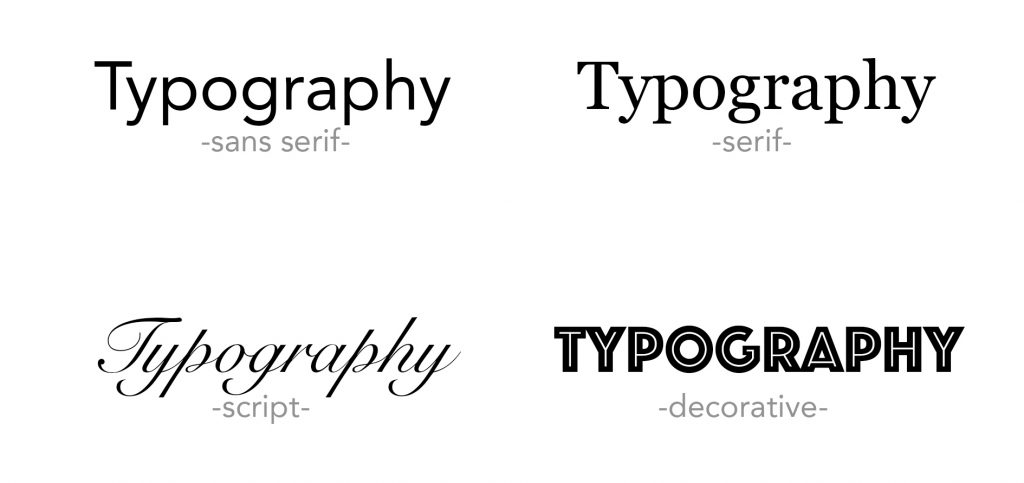 Typography
-sans serif-
Typography
-serif-
Typography
-script-
TYPOGRAPHY
-decorative-